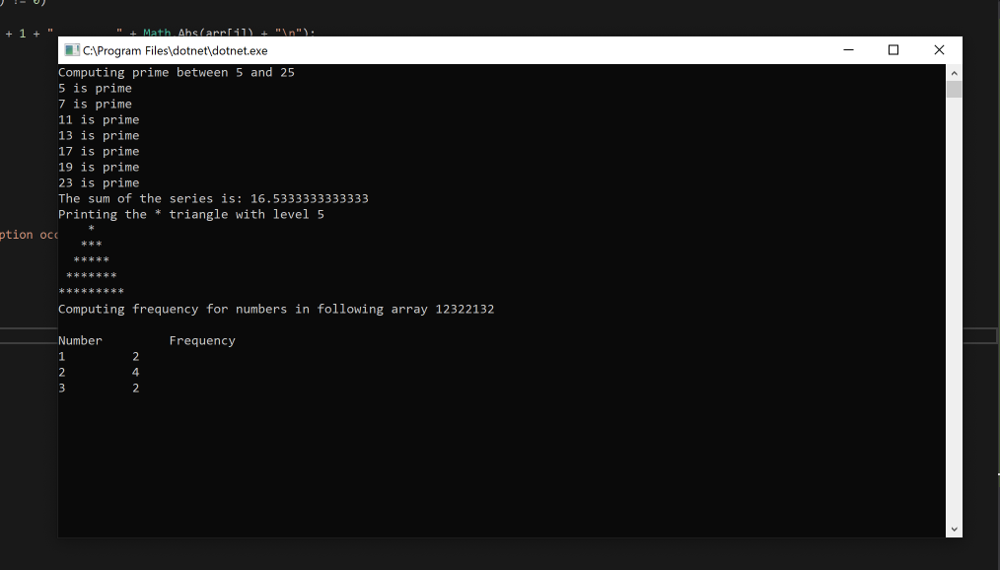 ) != 0)
+ 1 + "          " + Math.Abs(arr[j]) + "\n");
C:\Program Files\dotnet\dotnet.exe
Computing prime between 5 and 25
5 is prime
7 is prime
11 is prime
13 is prime
17 is prime
19 is prime
23 is prime
The sum of the series is: 16.5333333333333
Printing the * triangle with level 5
    *
   ***
  *****
 *******
*********
ption occ
Computing frequency for numbers in following array 12322132
Number         Frequency
1         2
2         4
3         2